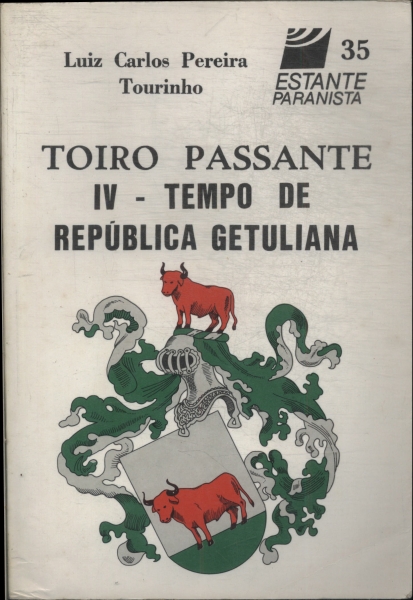 Luiz Carlos Pereira
Tourinho
35
ESTANTE
PARANISTA
TOIRO PASSANTE
IV - TEMPO DE
REPÚBLICA GETULIANA